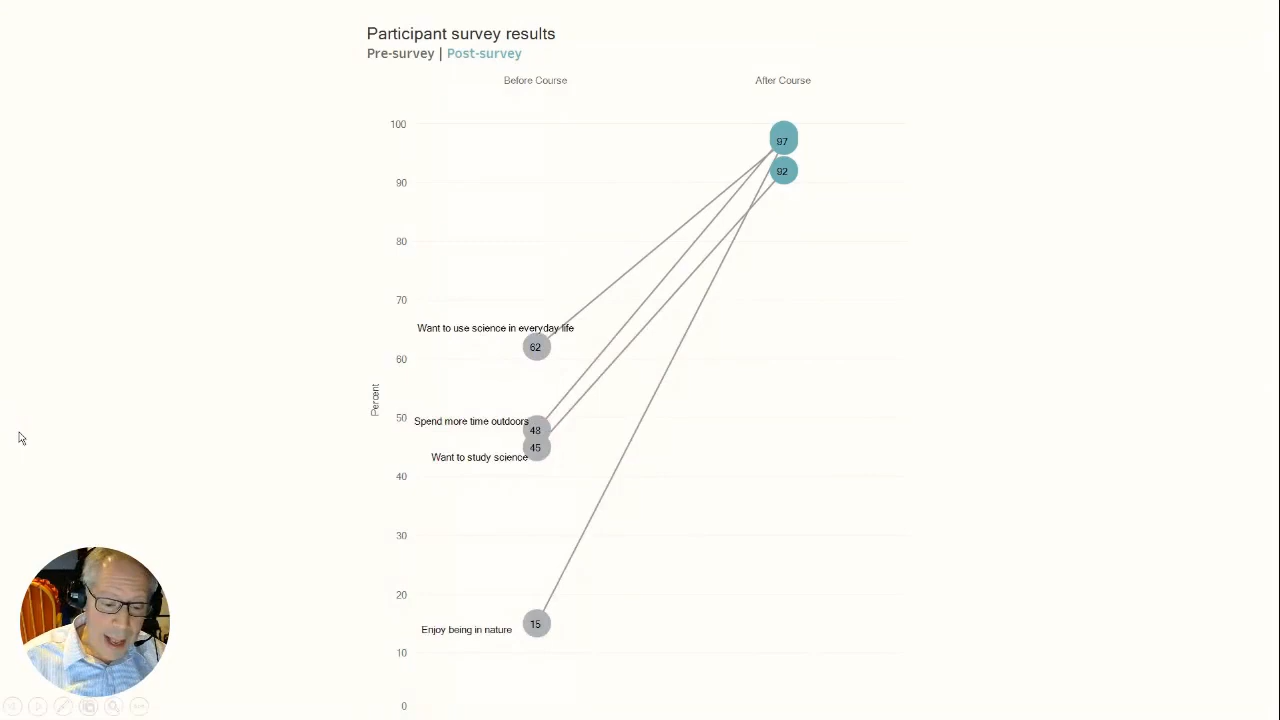 Participant survey results
Pre-survey | Post-survey
Before Course
After Course
100
97
92
90
80
70
Want to use science in everyday life
62
60
Percent
50
Spend more time outdoors
48
45
Want to study science
40
30
20
15
Enjoy being in nature
10
0